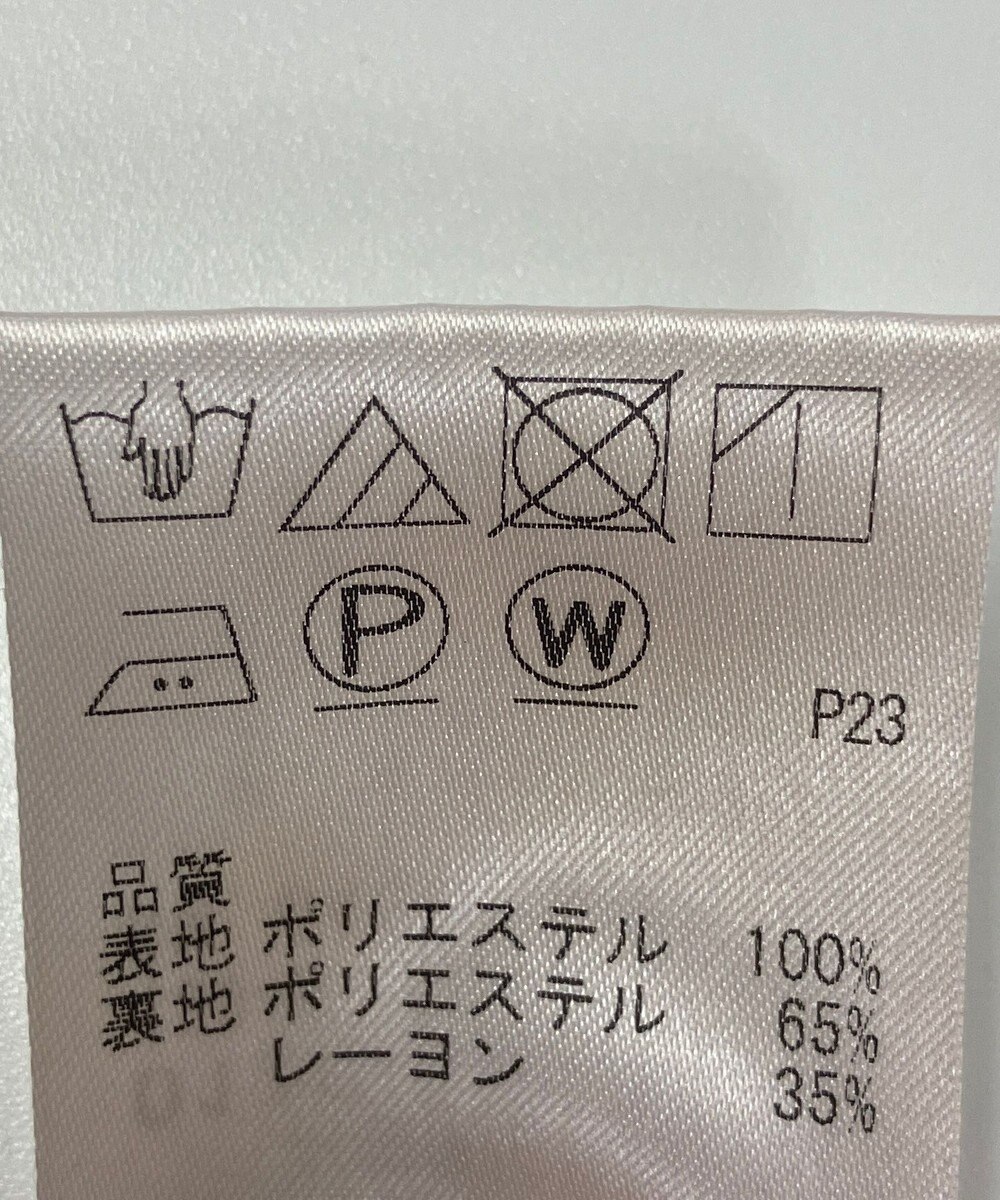 P W
P23
品質
表地 ポリエステル 100%
裏地 ポリエステル 65%
レーヨン 35%